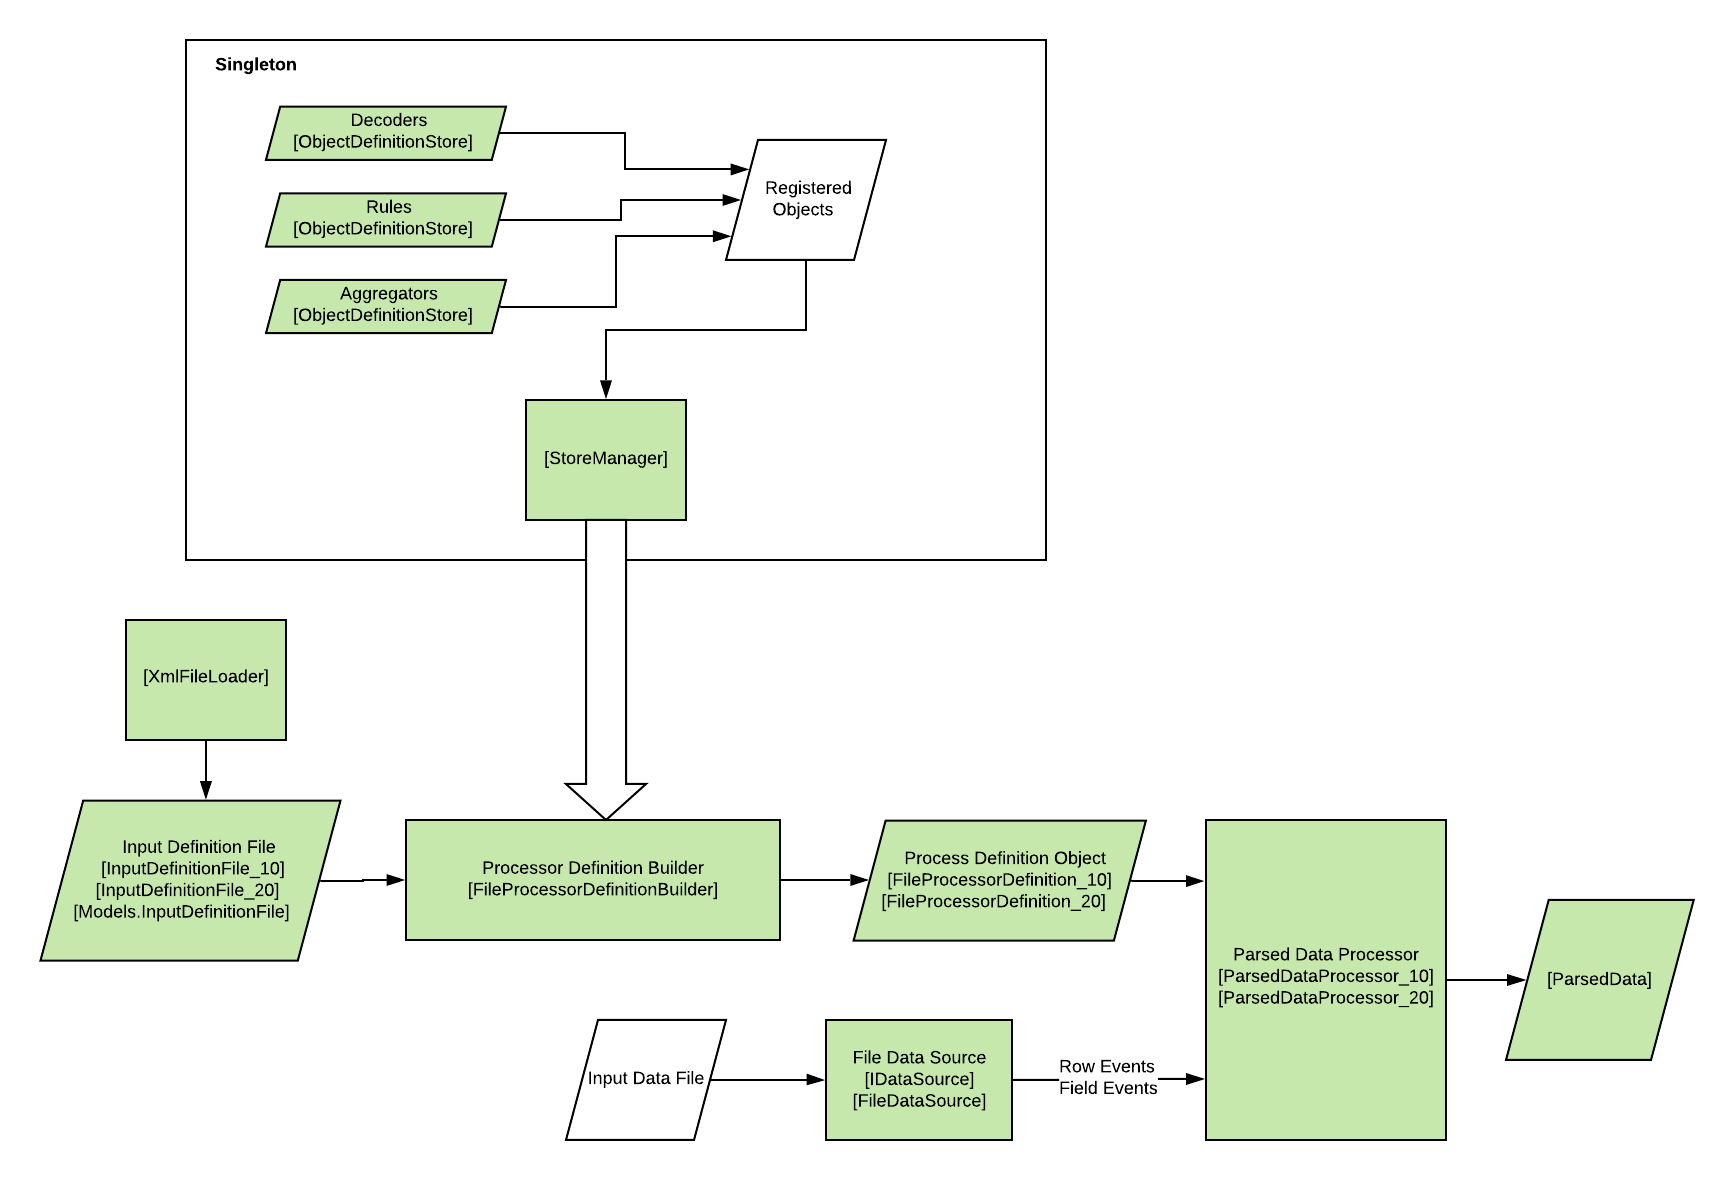 Singleton
Decoders
[ObjectDefinitionStore]
Rules
[ObjectDefinitionStore]
Aggregators
[ObjectDefinitionStore]
Registered
Objects
[StoreManager]
[XmlFileLoader]
Input Definition File
[InputDefinitionFile_10]
[InputDefinitionFile_20]
[Models.InputDefinitionFile]
Processor Definition Builder
[FileProcessorDefinitionBuilder]
Process Definition Object
[FileProcessorDefinition_10]
[FileProcessorDefinition_20]
Parsed Data Processor
[ParsedDataProcessor_10]
[ParsedDataProcessor_20]
[ParsedData]
Input Data File
File Data Source
[IDataSource]
[FileDataSource]
Row Events
Field Events